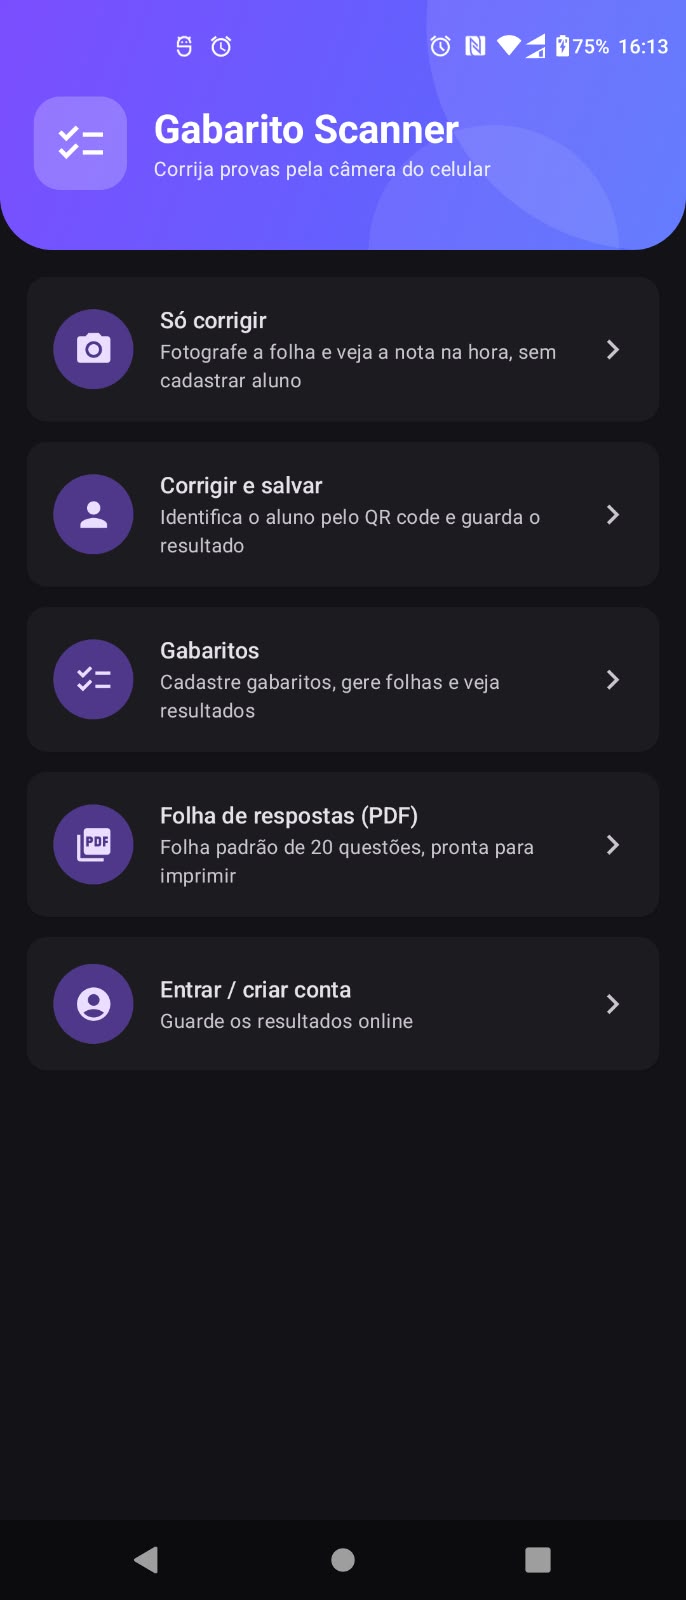 75% 16:13
Gabarito Scanner
Corrija provas pela câmera do celular
Só corrigir
Fotografe a folha e veja a nota na hora, sem
cadastrar aluno
Corrigir e salvar
Identifica o aluno pelo QR code e guarda o
resultado
Gabaritos
Cadastre gabaritos, gere folhas e veja
resultados
PDF
Folha de respostas (PDF)
Folha padrão de 20 questões, pronta para
imprimir
Entrar / criar conta
Guarde os resultados online